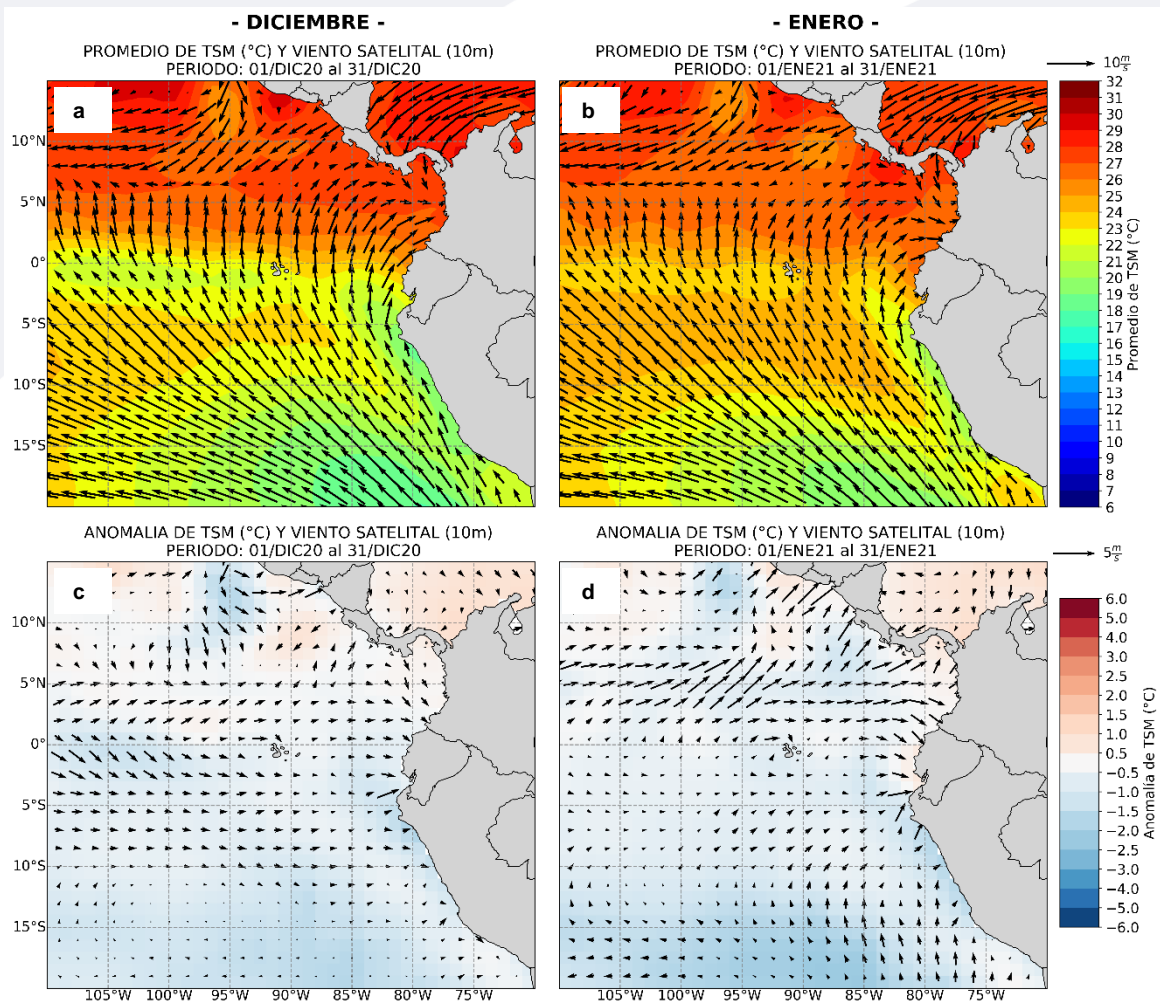 - DICIEMBRE -
PROMEDIO DE TSM (°C) Y VIENTO SATELITAL (10m)
PERIODO: 01/DIC20 al 31/DIC20
a
10°N
5°N
0°
5°S
10°S
15°S
- ENERO -
PROMEDIO DE TSM (°C) Y VIENTO SATELITAL (10m)
PERIODO: 01/ENE21 al 31/ENE21
b
10 m/s
32
31
30
29
28
26
25
24
23
22
21
20
19
18
17
16
15
14
13
12
11
10
9
8
7
6
Promedio de TSM (°C)
ANOMALIA DE TSM (°C) Y VIENTO SATELITAL (10m)
PERIODO: 01/DIC20 al 31/DIC20
c
10°N
5°N
0°
5°S
10°S
15°S
105°W
100°W
95°W
90°W
85°W
80°W
75°W
ANOMALIA DE TSM (°C) Y VIENTO SATELITAL (10m)
PERIODO: 01/ENE21 al 31/ENE21
d
105°W
100°W
95°W
90°W
85°W
80°W
75°W
5 m/s
6.0
5.0
4.0
3.0
2.5
2.0
1.5
1.0
0.5
−0.5
−1.0
−1.5
−2.0
−2.5
−3.0
−4.0
−5.0
−6.0
Anomalía de TSM (°C)